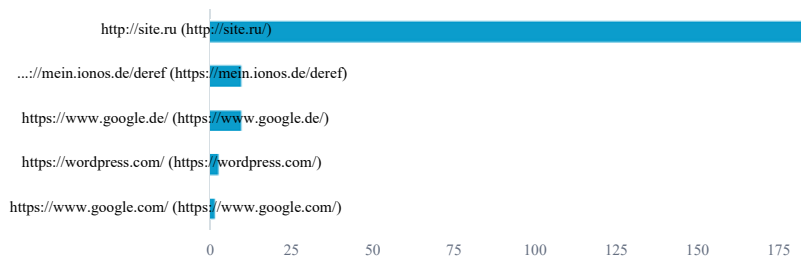 http://site.ru (http://site.ru/)
...://mein.ionos.de/deref (https://mein.ionos.de/deref)
https://www.google.de/ (https://www.google.de/)
https://wordpress.com/ (https://wordpress.com/)
https://www.google.com/ (https://www.google.com/)
0 25 50 75 100 125 150 175